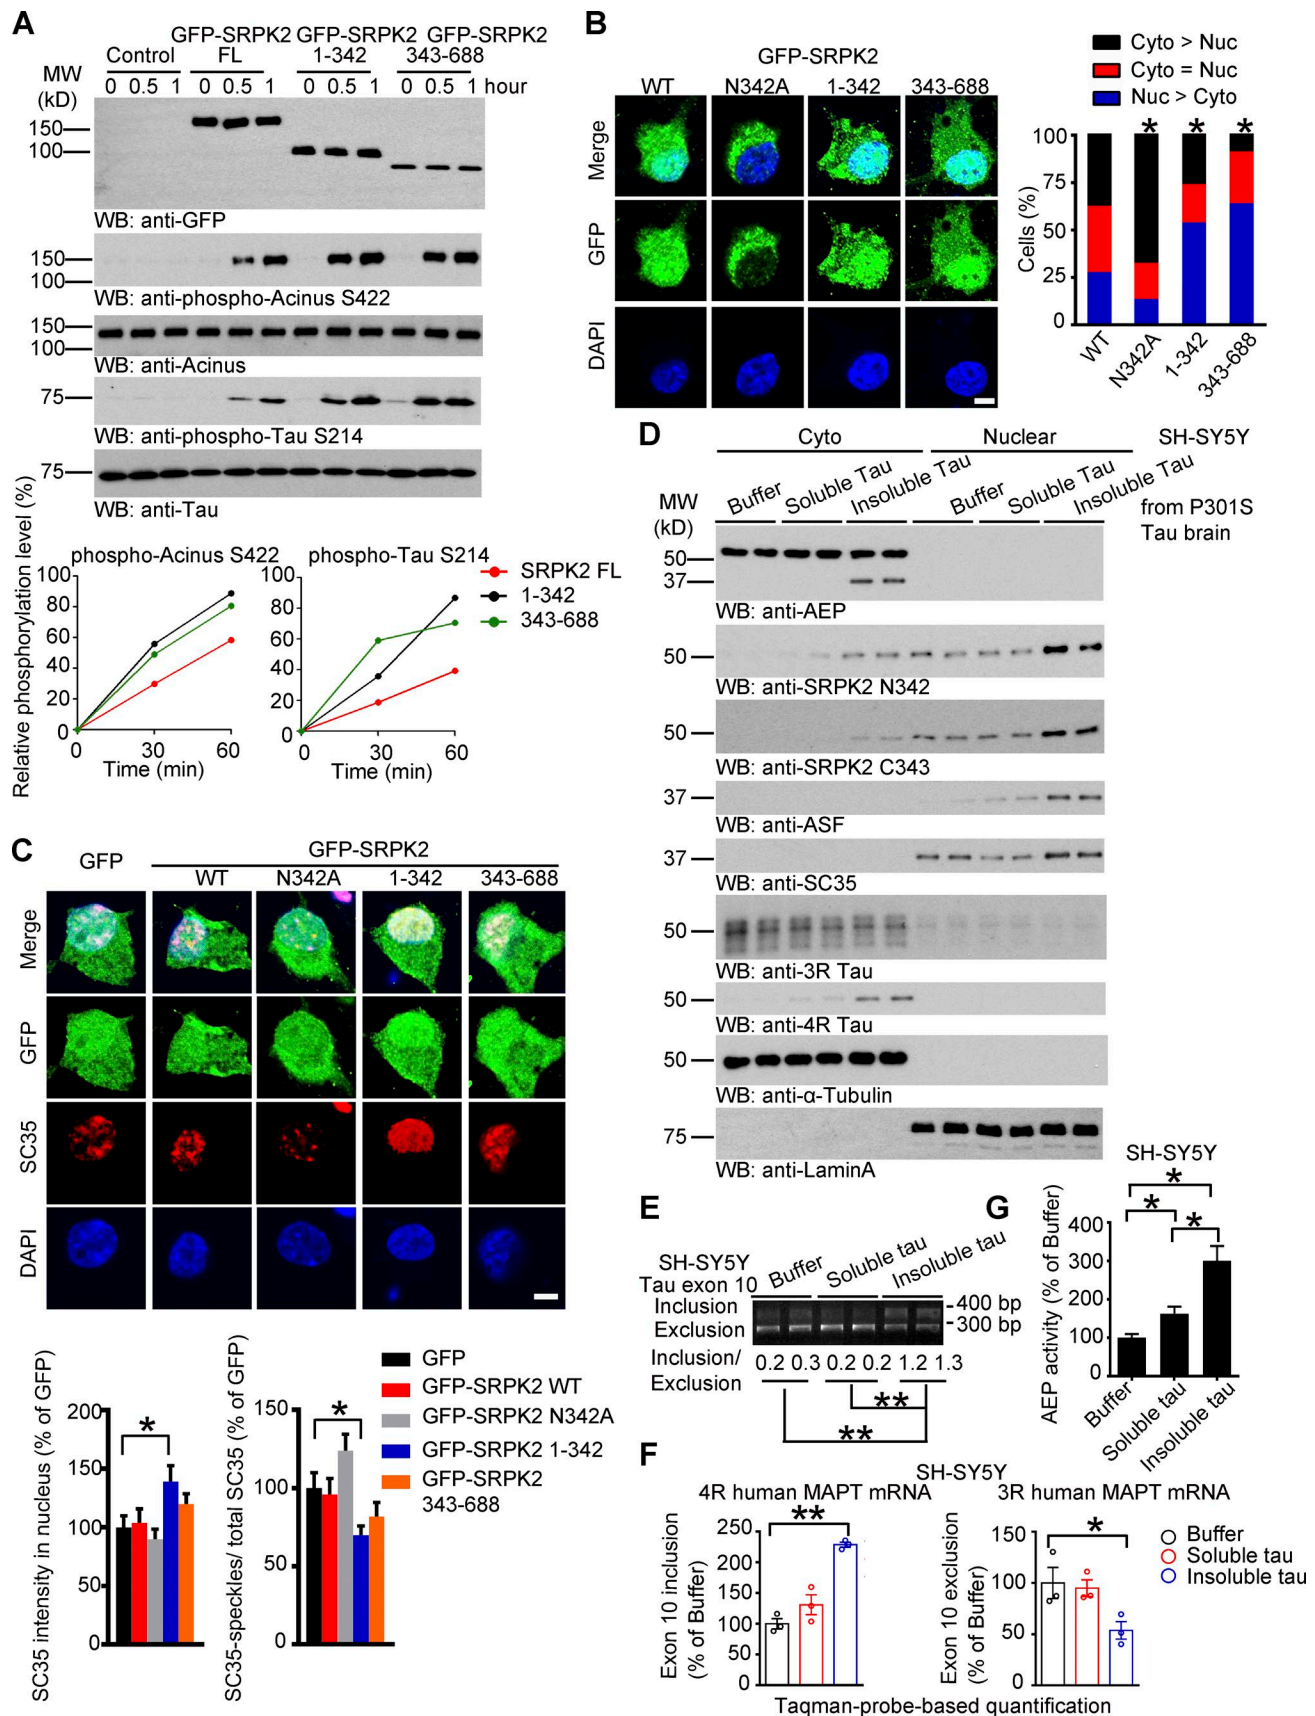 A
GFP-SRPK2 GFP-SRPK2 GFP-SRPK2
Control FL 1-342 343-688
MW
(kD)
0 0.5 1 0 0.5 1 0 0.5 1 0 0.5 1 hour
150
100
WB: anti-GFP
150
100
WB: anti-phospho-Acinus S422
150
100
WB: anti-Acinus
75
WB: anti-phospho-Tau S214
75
WB: anti-Tau
Relative phosphorylation level (%)
phospho-Acinus S422
100
80
60
40
20
0
0 30 60
Time (min)
phospho-Tau S214
100
80
60
40
20
0
0 30 60
Time (min)
SRPK2 FL
1-342
343-688
B
GFP-SRPK2
WT N342A 1-342 343-688
Merge
GFP
DAPI
Cyto > Nuc
Cyto = Nuc
Nuc > Cyto
* * *
Cells (%)
100
75
50
25
0
WT N342A 1-342 343-688
C
GFP
GFP-SRPK2
WT N342A 1-342 343-688
Merge
GFP
SC35
DAPI
SC35 intensity in nucleus (% of GFP)
200
150
100
50
0
*
SC35-speckles/ total SC35 (% of GFP)
150
100
50
0
*
GFP
GFP-SRPK2 WT
GFP-SRPK2 N342A
GFP-SRPK2 1-342
GFP-SRPK2
343-688
D
Cyto Nuclear SH-SY5Y
Buffer Soluble Tau Insoluble Tau Buffer Soluble Tau Insoluble Tau
from P301S
Tau brain
MW
(kD)
50
37
WB: anti-AEP
50
WB: anti-SRPK2 N342
50
WB: anti-SRPK2 C343
37
WB: anti-ASF
37
WB: anti-SC35
50
WB: anti-3R Tau
50
WB: anti-4R Tau
50
WB: anti-α-Tubulin
75
WB: anti-LaminA
E
SH-SY5Y
Tau exon 10
Buffer Soluble tau Insoluble tau
Inclusion
Exclusion
400 bp
300 bp
Inclusion/
Exclusion
0.2 0.3 0.2 0.2 1.2 1.3
**
**
G
SH-SY5Y
*
* *
AEP activity (% of Buffer)
400
300
200
100
0
Buffer Soluble tau Insoluble tau
F
SH-SY5Y
4R human MAPT mRNA
Exon 10 inclusion
(% of Buffer)
250
200
150
100
50
0
**
3R human MAPT mRNA
Exon 10 exclusion
(% of Buffer)
150
100
50
0
*
Buffer
Soluble tau
Insoluble tau
Taqman-probe-based quantification